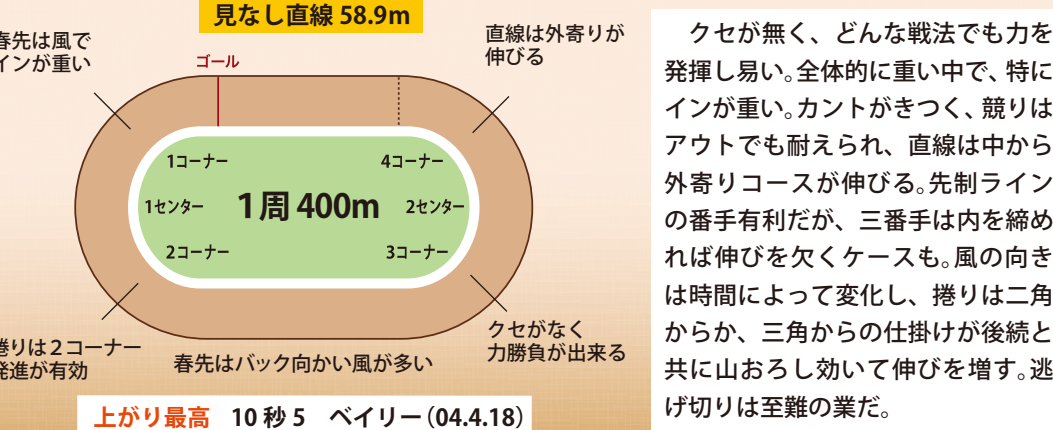 見なし直線 58.9m
春先は風で
インが重い
ゴール
直線は外寄りが
伸びる
1コーナー
4コーナー
1センター
1周 400m
2センター
2コーナー
3コーナー
捲りは２コーナー
発進が有効
春先はバック向かい風が多い
クセがなく
力勝負が出来る
上がり最高 10秒5 ベイリー(04.4.18)
クセが無く、どんな戦法でも力を
発揮し易い。全体的に重い中で、特に
インが重い。カントがきつく、競りは
アウトでも耐えられ、直線は中から
外寄りコースが伸びる。先制ライン
の番手有利だが、三番手は内を締め
れば伸びを欠くケースも。風の向き
は時間によって変化し、捲りは二角
からか、三角からの仕掛けが後続と
共に山おろし効いて伸びを増す。逃
げ切りは至難の業だ。